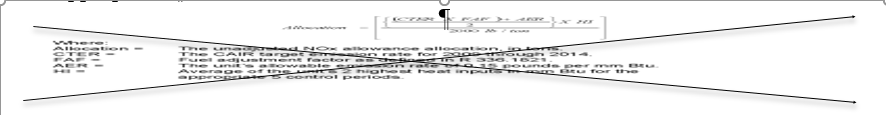 Allocation = [ { [(CTER X FAF) + AER] / 2 } X HI / 2000 lb / ton ]
Where:
Allocation = The unadjusted NOx allowance allocation, in tons.
CTER = The CAIR target emission rate for 2009 through 2014.
FAF = Fuel adjustment factor as defined in R 336.1821.
AER = The unit's allowable emission rate of 0.15 pounds per mm Btu.
HI = Average of the unit's 2 highest heat inputs in mm Btu for the
appropriate 5 control periods.